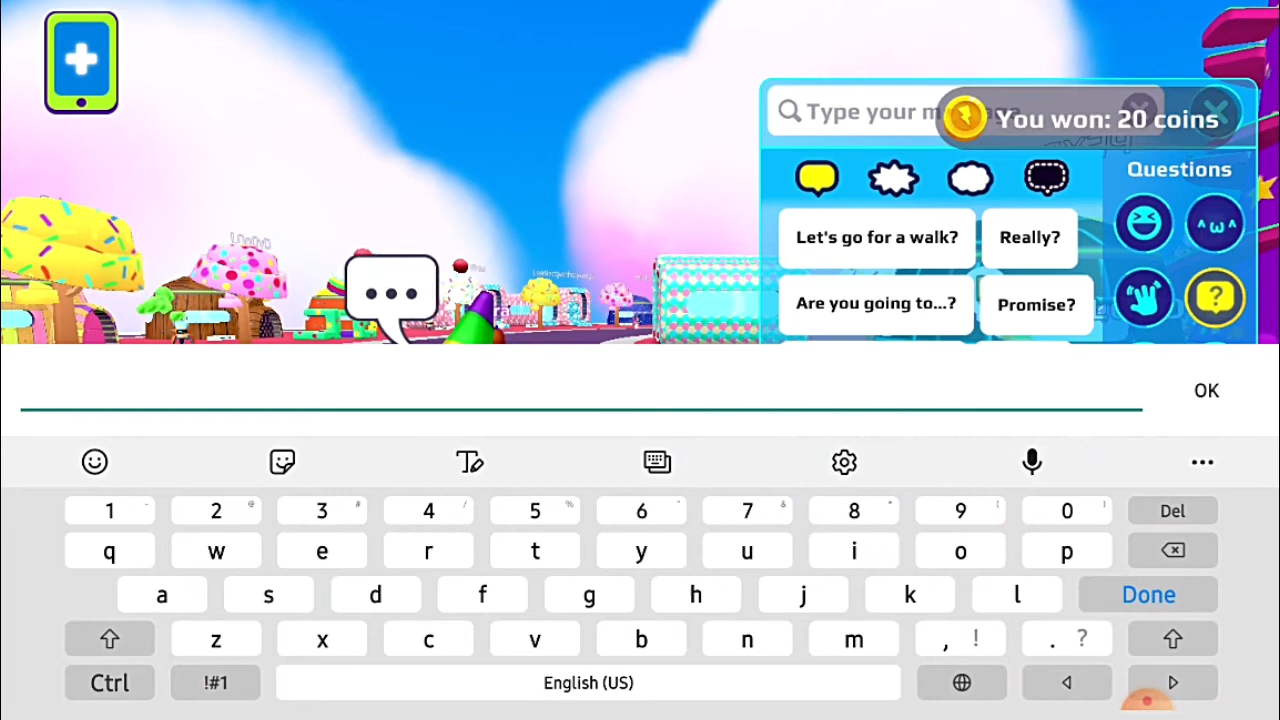 Type your m
You won: 20 coins
Questions
Let's go for a walk?
Really?
^ω^
Are you going to...?
Promise?
?
OK
1 2 3 4 5 6 7 8 9 0 Del
q w e r t y u i o p
a s d f g h j k l Done
z x c v b n m , ! . ?
Ctrl !#1 English (US)